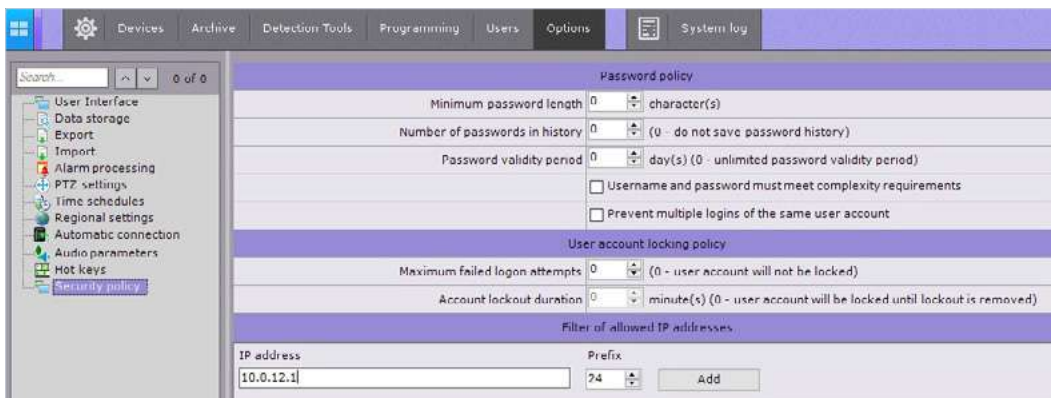 Devices Archive Detection Tools Programming Users Options System log
Search... 0 of 0
User Interface
Data storage
Export
Import
Alarm processing
PTZ settings
Time schedules
Regional settings
Automatic connection
Audio parameters
Hot keys
Security policy
Password policy
Minimum password length 0 character(s)
Number of passwords in history 0 (0 - do not save password history)
Password validity period 0 day(s) (0 - unlimited password validity period)
Username and password must meet complexity requirements
Prevent multiple logins of the same user account
User account locking policy
Maximum failed logon attempts 0 (0 - user account will not be locked)
Account lockout duration 0 minute(s) (0 - user account will be locked until lockout is removed)
Filter of allowed IP addresses
IP address Prefix
10.0.12.1 24 Add